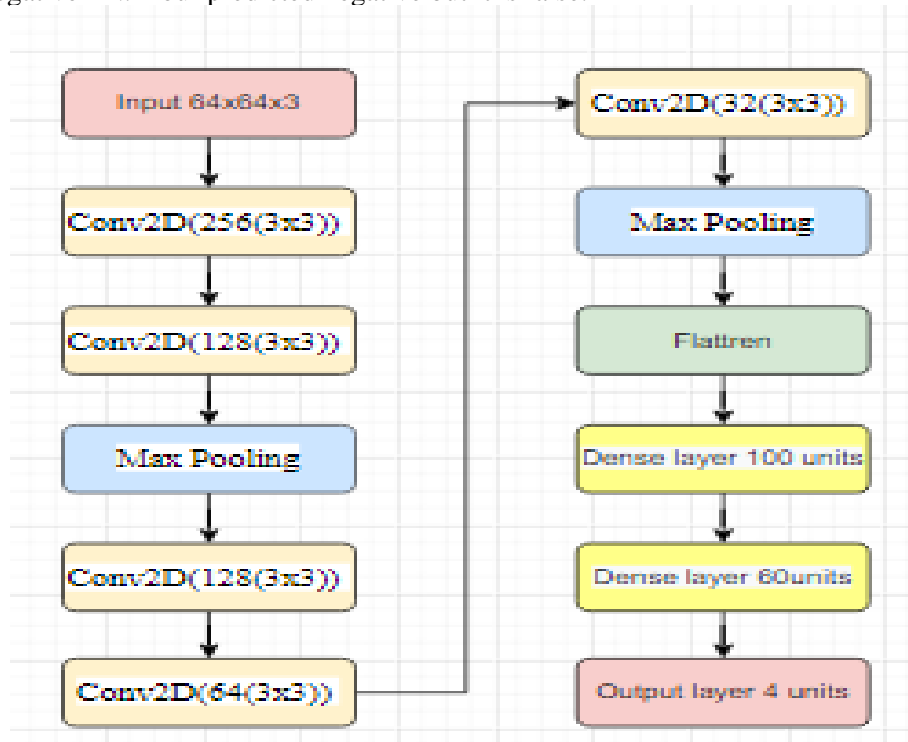 Input 64x64x3
Conv2D(256(3x3))
Conv2D(128(3x3))
Max Pooling
Conv2D(128(3x3))
Conv2D(64(3x3))
Conv2D(32(3x3))
Max Pooling
Flattren
Dense layer 100 units
Dense layer 60units
Output layer 4 units